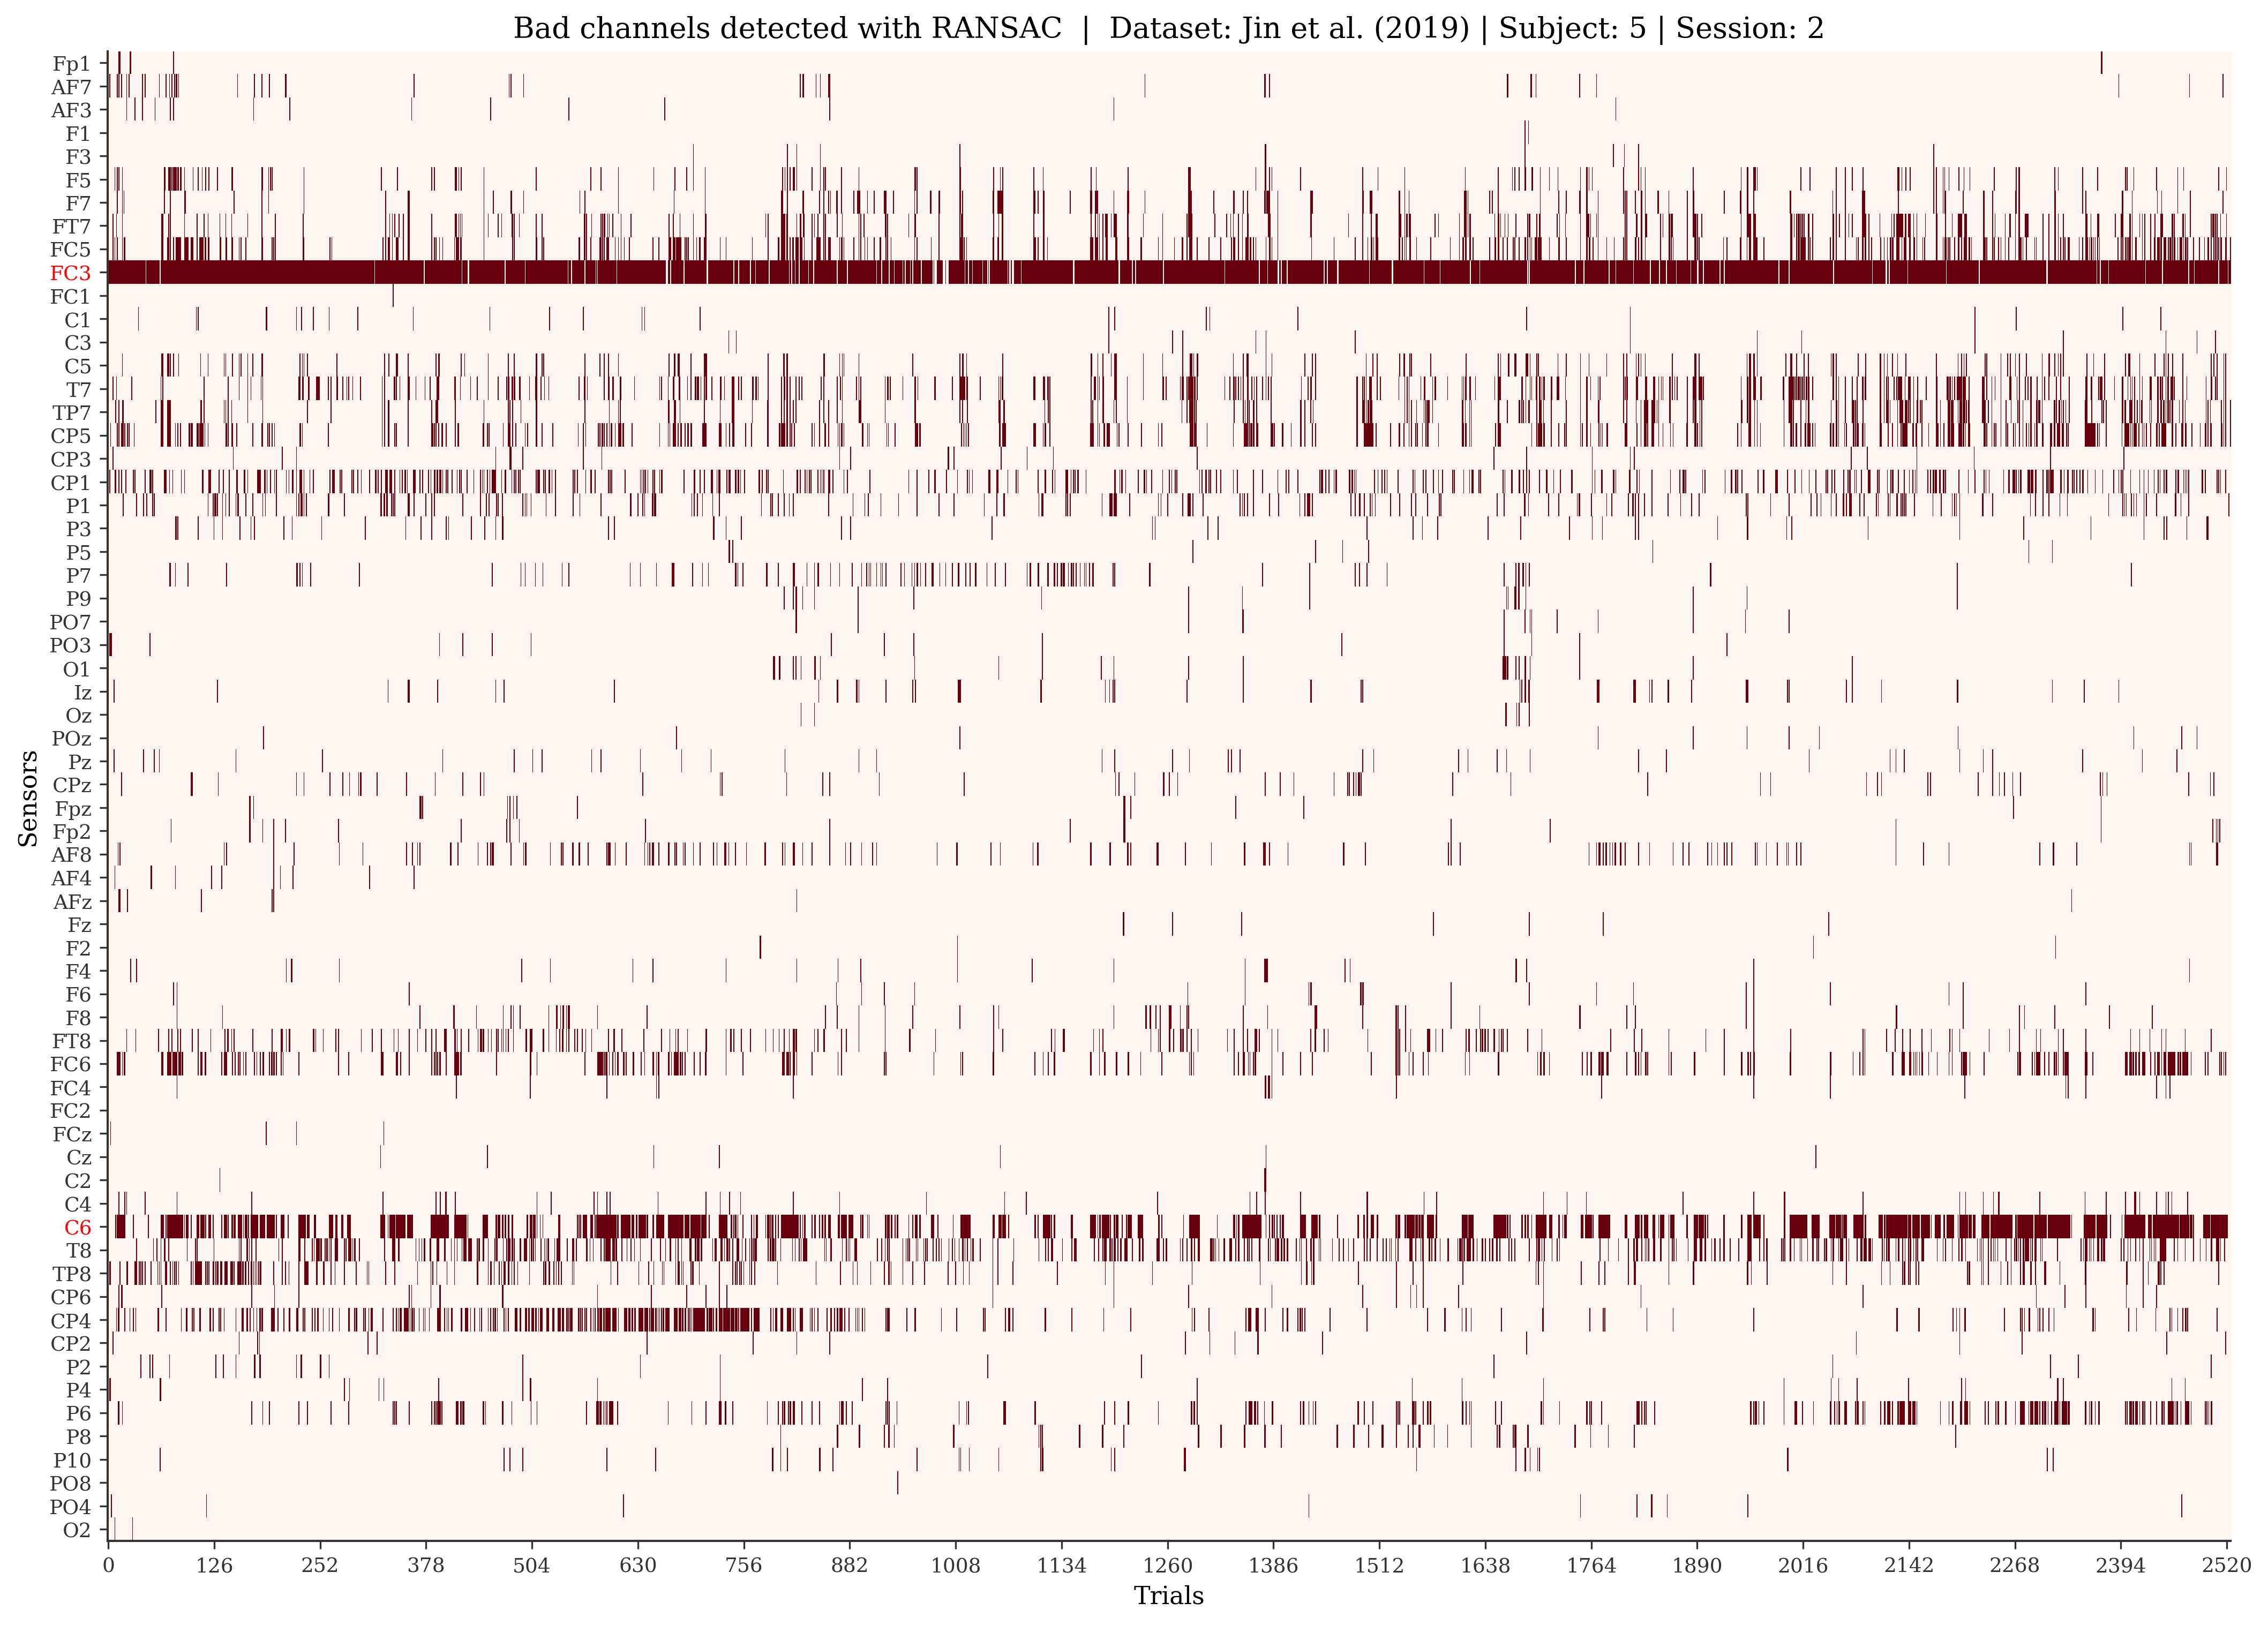 Bad channels detected with RANSAC | Dataset: Jin et al. (2019) | Subject: 5 | Session: 2
Sensors
Fp1
AF7
AF3
F1
F3
F5
F7
FT7
FC5
FC3
FC1
C1
C3
C5
T7
TP7
CP5
CP3
CP1
P1
P3
P5
P7
P9
PO7
PO3
O1
Iz
Oz
POz
Pz
CPz
Fpz
Fp2
AF8
AF4
AFz
Fz
F2
F4
F6
F8
FT8
FC6
FC4
FC2
FCz
Cz
C2
C4
C6
T8
TP8
CP6
CP4
CP2
P2
P4
P6
P8
P10
PO8
PO4
O2
0 126 252 378 504 630 756 882 1008 1134 1260 1386 1512 1638 1764 1890 2016 2142 2268 2394 2520
Trials